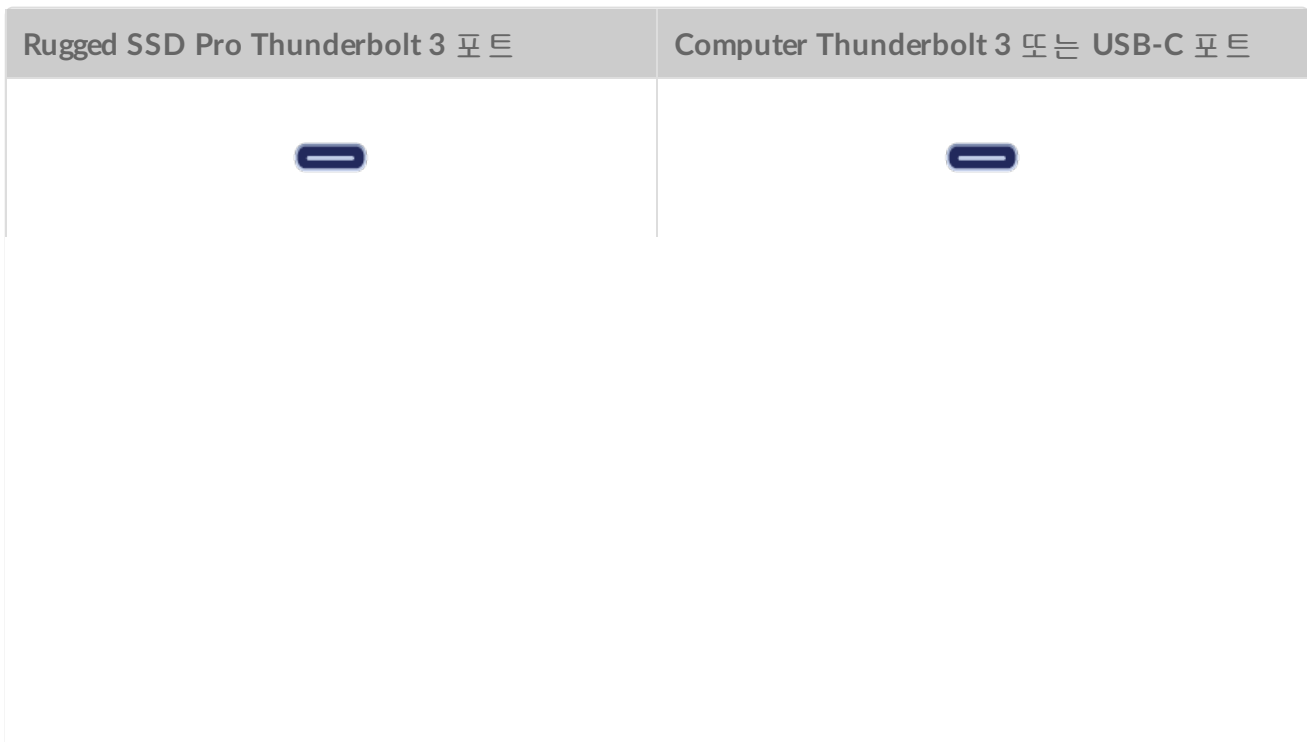 Rugged SSD Pro Thunderbolt 3 포트
Computer Thunderbolt 3 또는 USB-C 포트